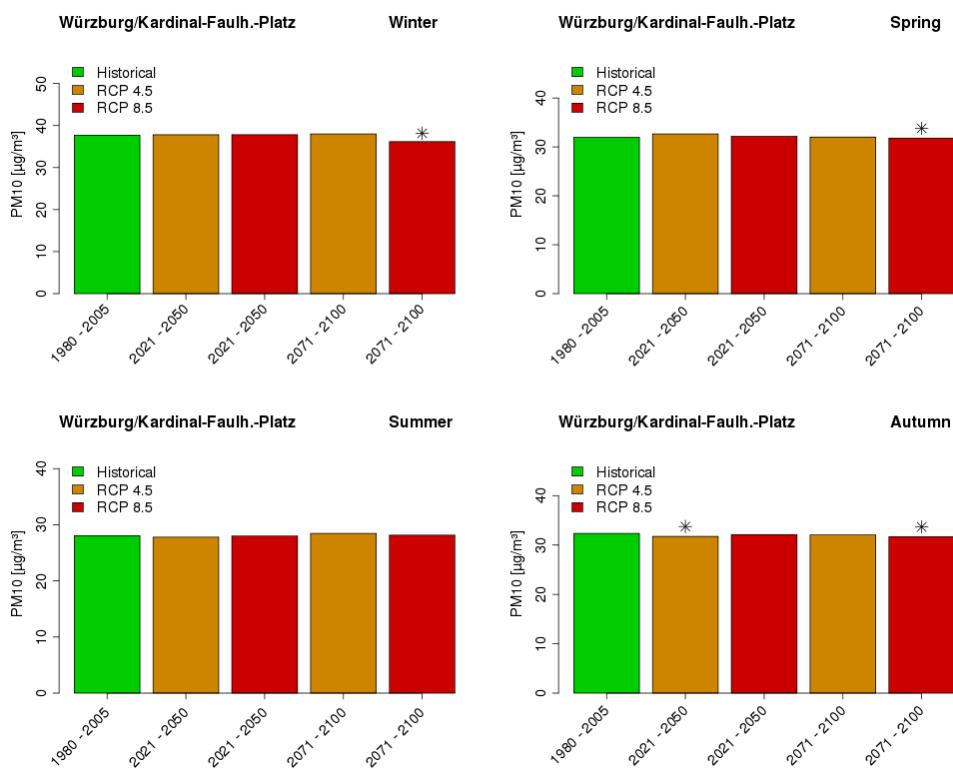 Würzburg/Kardinal-Faulh.-Platz Winter
Historical
RCP 4.5
RCP 8.5
PM10 [µg/m³]
50
40
30
20
10
0
*
1980 - 2005
2021 - 2050
2021 - 2050
2071 - 2100
2071 - 2100
Würzburg/Kardinal-Faulh.-Platz Spring
Historical
RCP 4.5
RCP 8.5
PM10 [µg/m³]
40
30
20
10
0
*
1980 - 2005
2021 - 2050
2021 - 2050
2071 - 2100
2071 - 2100
Würzburg/Kardinal-Faulh.-Platz Summer
Historical
RCP 4.5
RCP 8.5
PM10 [µg/m³]
40
30
20
10
0
1980 - 2005
2021 - 2050
2021 - 2050
2071 - 2100
2071 - 2100
Würzburg/Kardinal-Faulh.-Platz Autumn
Historical
RCP 4.5
RCP 8.5
PM10 [µg/m³]
40
30
20
10
0
* *
1980 - 2005
2021 - 2050
2021 - 2050
2071 - 2100
2071 - 2100